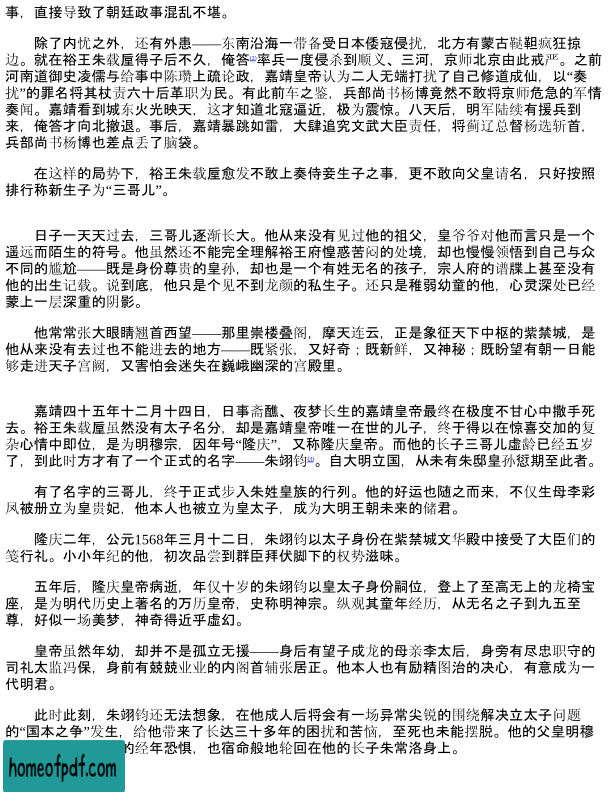 事，直接导致了朝廷政事混乱不堪。
除了内忧之外，还有外患——东南沿海一带备受日本倭寇侵扰，北方有蒙古鞑靼疯狂掠
边。就在裕王朱载垕得子后不久，俺答[2]率兵一度侵杀到顺义、三河，京师北京由此戒严。之前
河南道御史凌儒与给事中陈瓒上疏论政，嘉靖皇帝认为二人无端打扰了自己修道成仙，以“奏
扰”的罪名将其杖责六十后革职为民。有此前车之鉴，兵部尚书杨博竟然不敢将京师危急的军情
奏闻。嘉靖看到城东火光映天，这才知道北寇逼近，极为震惊。八天后，明军陆续有援兵到
来，俺答才向北撤退。事后，嘉靖暴跳如雷，大肆追究文武大臣责任，将蓟辽总督杨选斩首，
兵部尚书杨博也差点丢了脑袋。
在这样的局势下，裕王朱载垕愈发不敢上奏侍妾生子之事，更不敢向父皇请名，只好按照
排行称新生子为“三哥儿”。
日子一天天过去，三哥儿逐渐长大。他从来没有见过他的祖父，皇爷爷对他而言只是一个
遥远而陌生的符号。他虽然还不能完全理解裕王府惶惑苦闷的处境，却也慢慢领悟到自己与众
不同的尴尬——既是身份尊贵的皇孙，却也是一个有姓无名的孩子，宗人府的谱牒上甚至没有
他的出生记载。说到底，他只是个见不到龙颜的私生子。还只是稚弱幼童的他，心灵深处已经
蒙上一层深重的阴影。
他常常张大眼睛翘首西望——那里崇楼叠阁，摩天连云，正是象征天下中枢的紫禁城，是
他从来没有去过也不能进去的地方——既紧张，又好奇；既新鲜，又神秘；既盼望有朝一日能
够走进天子宫阙，又害怕会迷失在巍峨幽深的宫殿里。
嘉靖四十五年十二月十四日，日事斋醮、夜梦长生的嘉靖皇帝最终在极度不甘心中撒手死
去。裕王朱载垕虽然没有太子名分，却是嘉靖皇帝唯一在世的儿子，终于得以在惊喜交加的复
杂心情中即位，是为明穆宗，因年号“隆庆”，又称隆庆皇帝。而他的长子三哥儿虚龄已经五岁
了，到此时方才有了一个正式的名字——朱翊钧[3]。自大明立国，从未有朱邸皇孙愆期至此者。
有了名字的三哥儿，终于正式步入朱姓皇族的行列。他的好运也随之而来，不仅生母李彩
凤被册立为皇贵妃，他本人也被立为皇太子，成为大明王朝未来的储君。
隆庆二年，公元1568年三月十二日，朱翊钧以太子身份在紫禁城文华殿中接受了大臣们的
笺行礼。小小年纪的他，初次品尝到群臣拜伏脚下的权势滋味。
五年后，隆庆皇帝病逝，年仅十岁的朱翊钧以皇太子身份嗣位，登上了至高无上的龙椅宝
座，是为明代历史上著名的万历皇帝，史称明神宗。纵观其童年经历，从无名之子到九五至
尊，好似一场美梦，神奇得近乎虚幻。
皇帝虽然年幼，却并不是孤立无援——身后有望子成龙的母亲李太后，身旁有尽忠职守的
司礼太监冯保，身前有兢兢业业的内阁首辅张居正。他本人也有励精图治的决心，有意成为一
代明君。
此时此刻，朱翊钧还无法想象，在他成人后将会有一场异常尖锐的围绕解决立太子问题
的“国本之争”发生，给他带来了长达三十多年的困扰和苦恼，至死也未能摆脱。他的父皇明穆
的经年恐惧，也宿命般地轮回在他的长子朱常洛身上。
homeofpdf.com